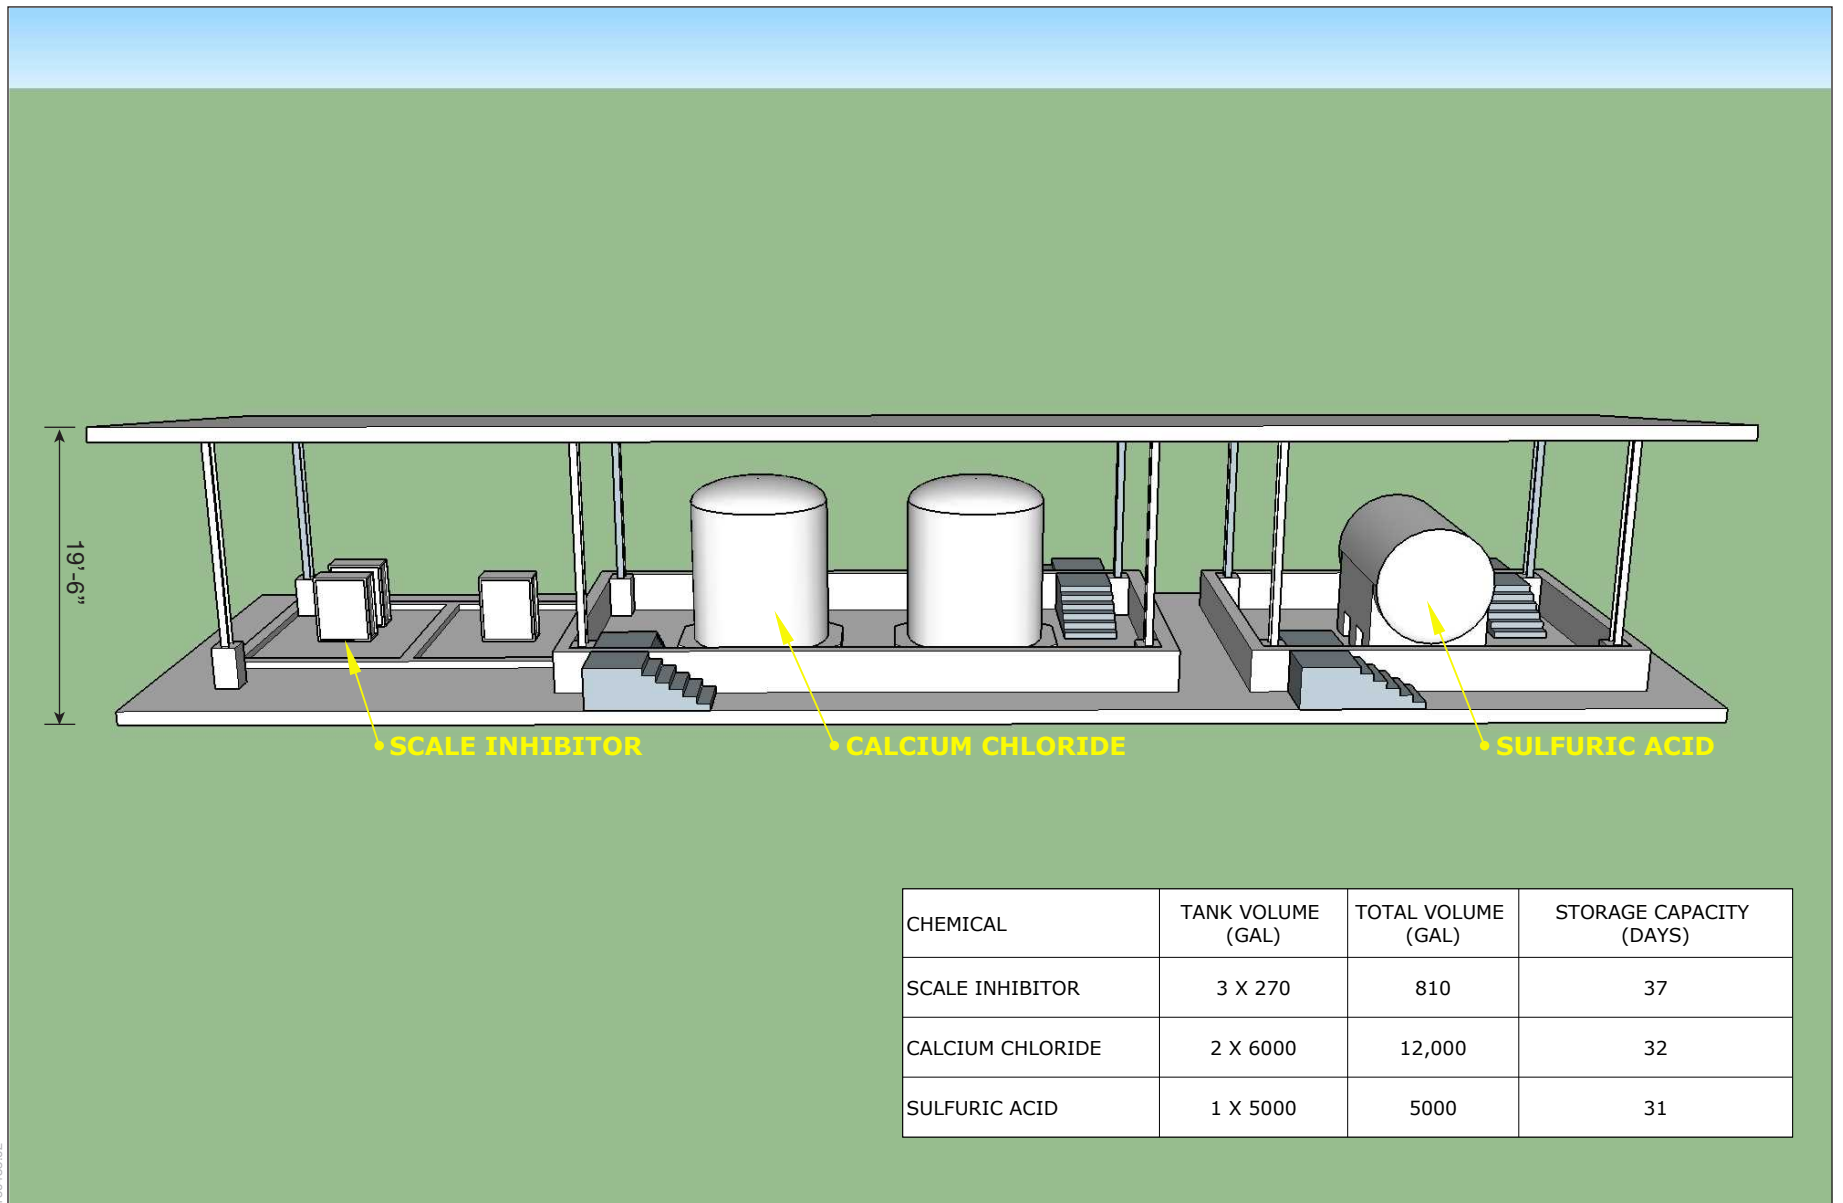 19'-6"
SCALE INHIBITOR
CALCIUM CHLORIDE
SULFURIC ACID
CHEMICAL
TANK VOLUME
(GAL)
TOTAL VOLUME
(GAL)
STORAGE CAPACITY
(DAYS)
SCALE INHIBITOR 3 X 270 810 37
CALCIUM CHLORIDE 2 X 6000 12,000 32
SULFURIC ACID 1 X 5000 5000 31